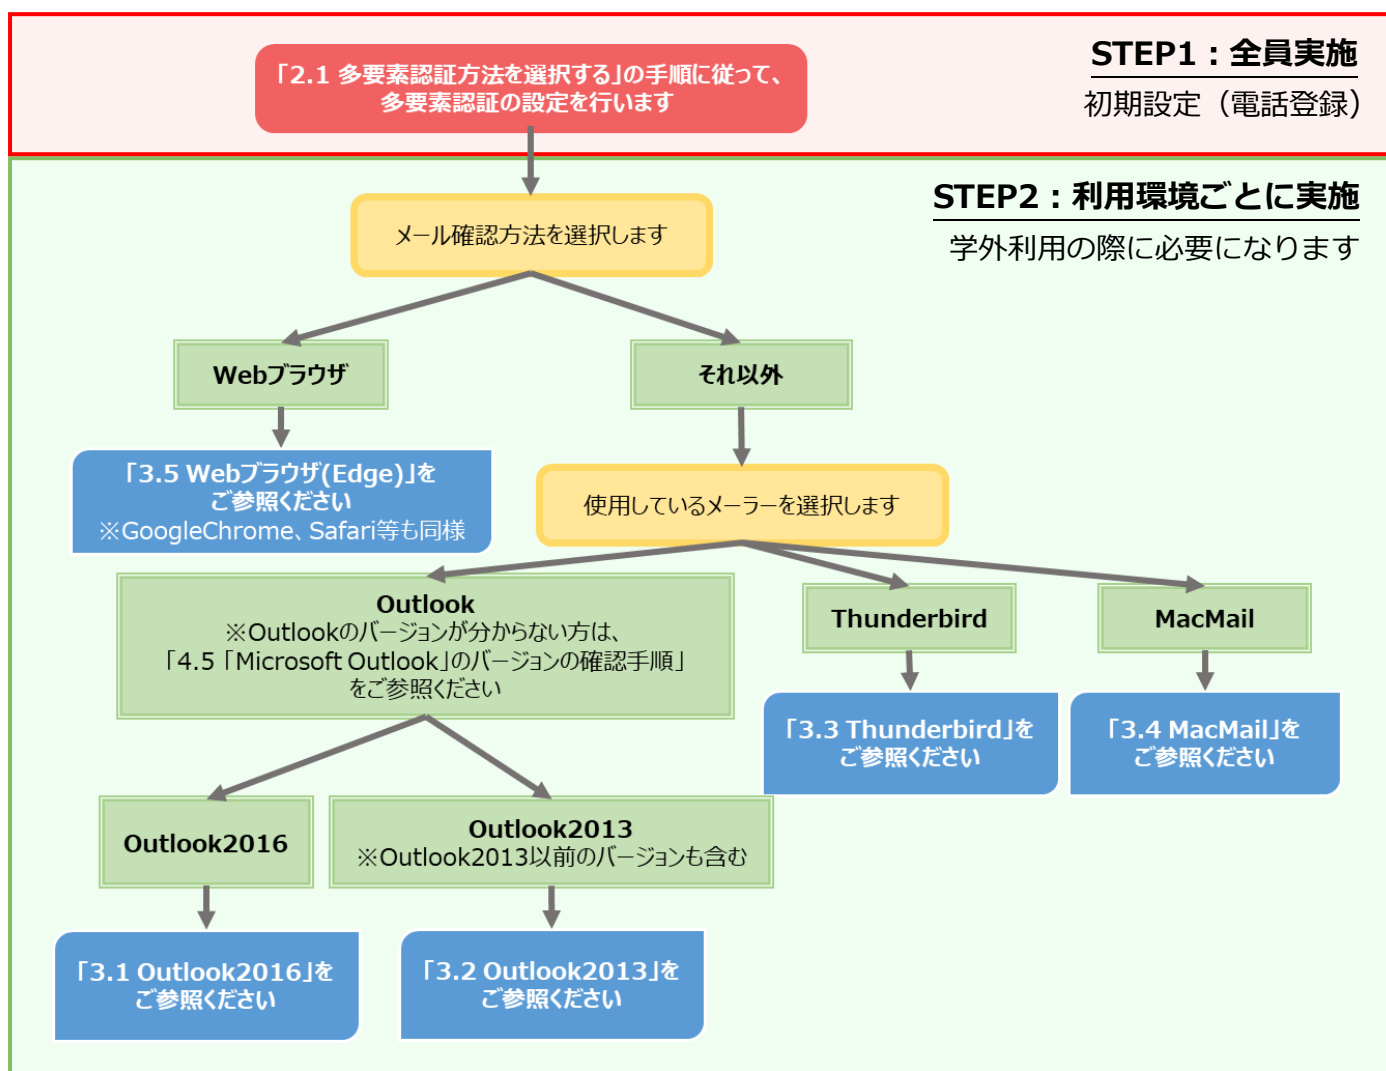 STEP1：全員実施
初期設定（電話登録）
「2.1 多要素認証方法を選択する」の手順に従って、
多要素認証の設定を行います
STEP2：利用環境ごとに実施
学外利用の際に必要になります
メール確認方法を選択します
Webブラウザ
それ以外
「3.5 Webブラウザ(Edge)」を
ご参照ください
※GoogleChrome、Safari等も同様
使用しているメーラーを選択します
Outlook
※Outlookのバージョンが分からない方は、
「4.5 「Microsoft Outlook」のバージョンの確認手順」
をご参照ください
Thunderbird
MacMail
「3.3 Thunderbird」を
ご参照ください
「3.4 MacMail」を
ご参照ください
Outlook2016
Outlook2013
※Outlook2013以前のバージョンも含む
「3.1 Outlook2016」を
ご参照ください
「3.2 Outlook2013」を
ご参照ください